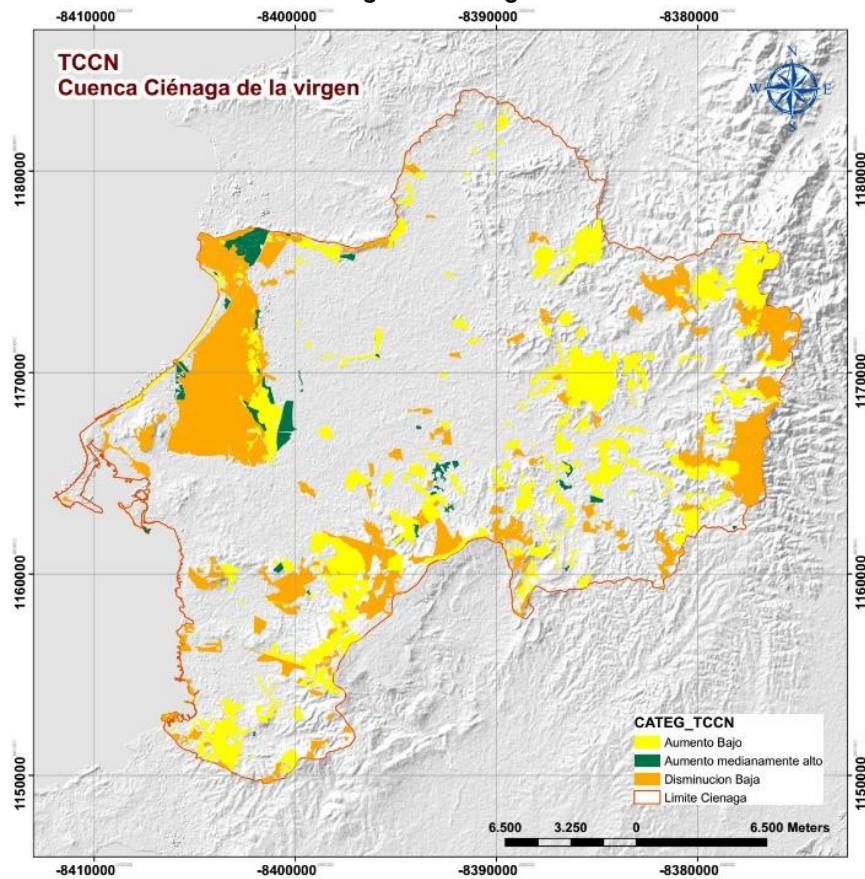 -8410000 -8400000 -8390000 -8380000
TCCN
Cuenca Ciénaga de la virgen
N
W E
S
1180000 1180000
1170000 1170000
1160000 1160000
1150000 1150000
CATEG_TCCN
Aumento Bajo
Aumento medianamente alto
Disminucion Baja
Limite Cienaga
6.500 3.250 0 6.500 Meters
-8410000 -8400000 -8390000 -8380000